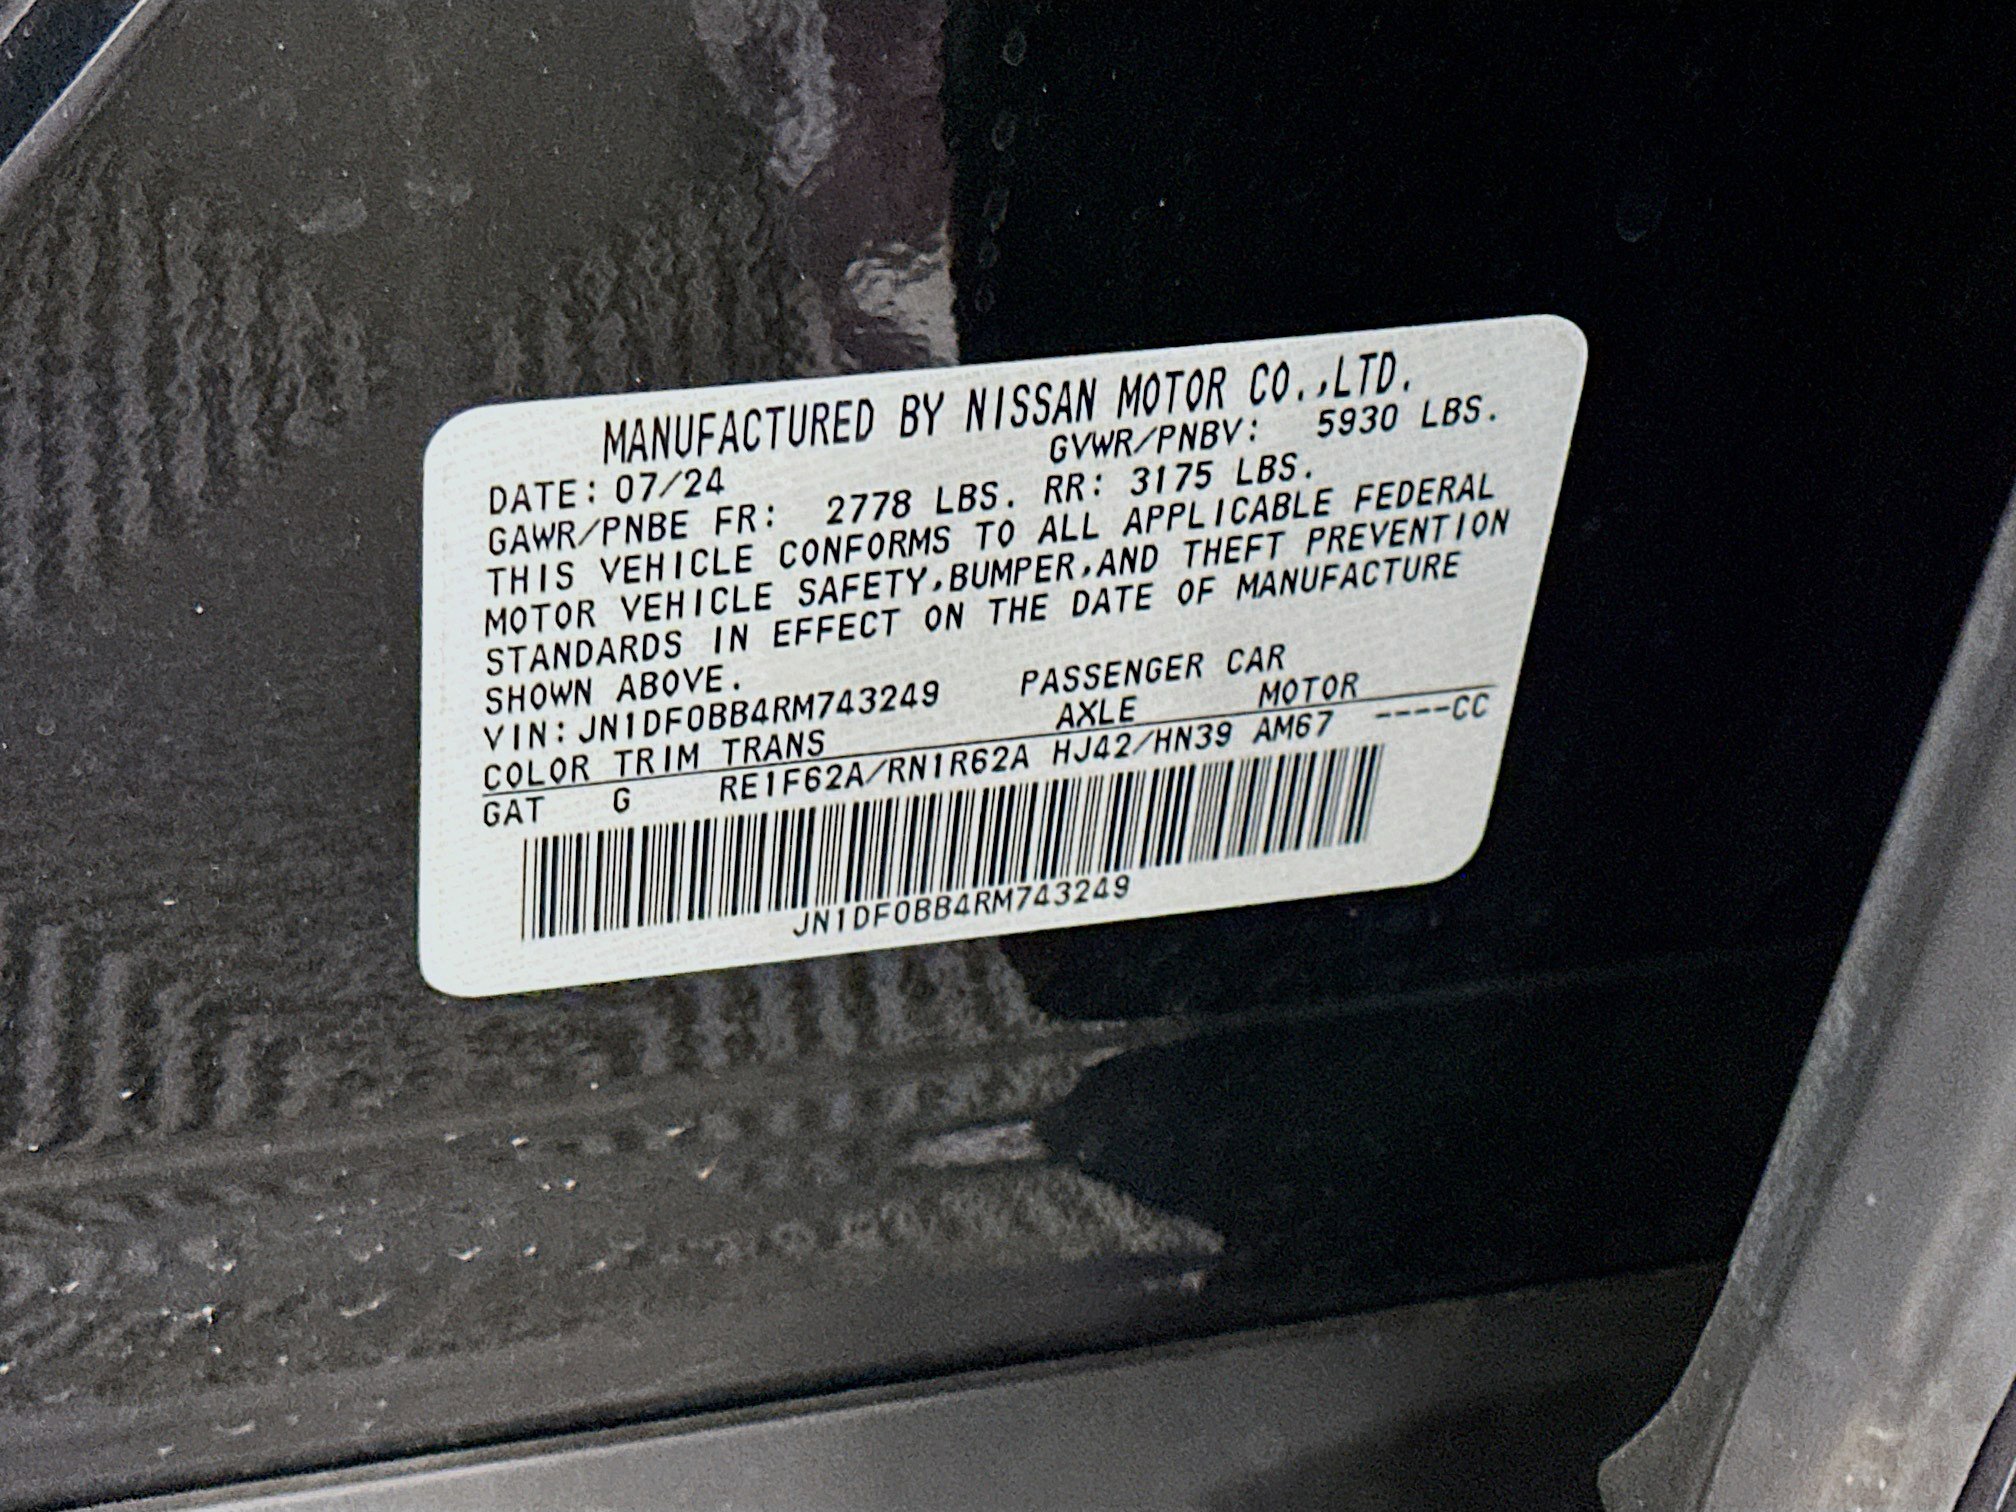 MANUFACTURED BY NISSAN MOTOR CO.,LTD.
DATE: 07/24 GVWR/PNBV: 5930 LBS.
GAWR/PNBE FR: 2778 LBS. RR: 3175 LBS.
THIS VEHICLE CONFORMS TO ALL APPLICABLE FEDERAL
MOTOR VEHICLE SAFETY,BUMPER,AND THEFT PREVENTION
STANDARDS IN EFFECT ON THE DATE OF MANUFACTURE
SHOWN ABOVE.
VIN: JN1DF0BB4RM743249 PASSENGER CAR
COLOR TRIM TRANS AXLE MOTOR
GAT G RE1F62A/RN1R62A HJ42/HN39 AM67 ----CC
JN1DF0BB4RM743249